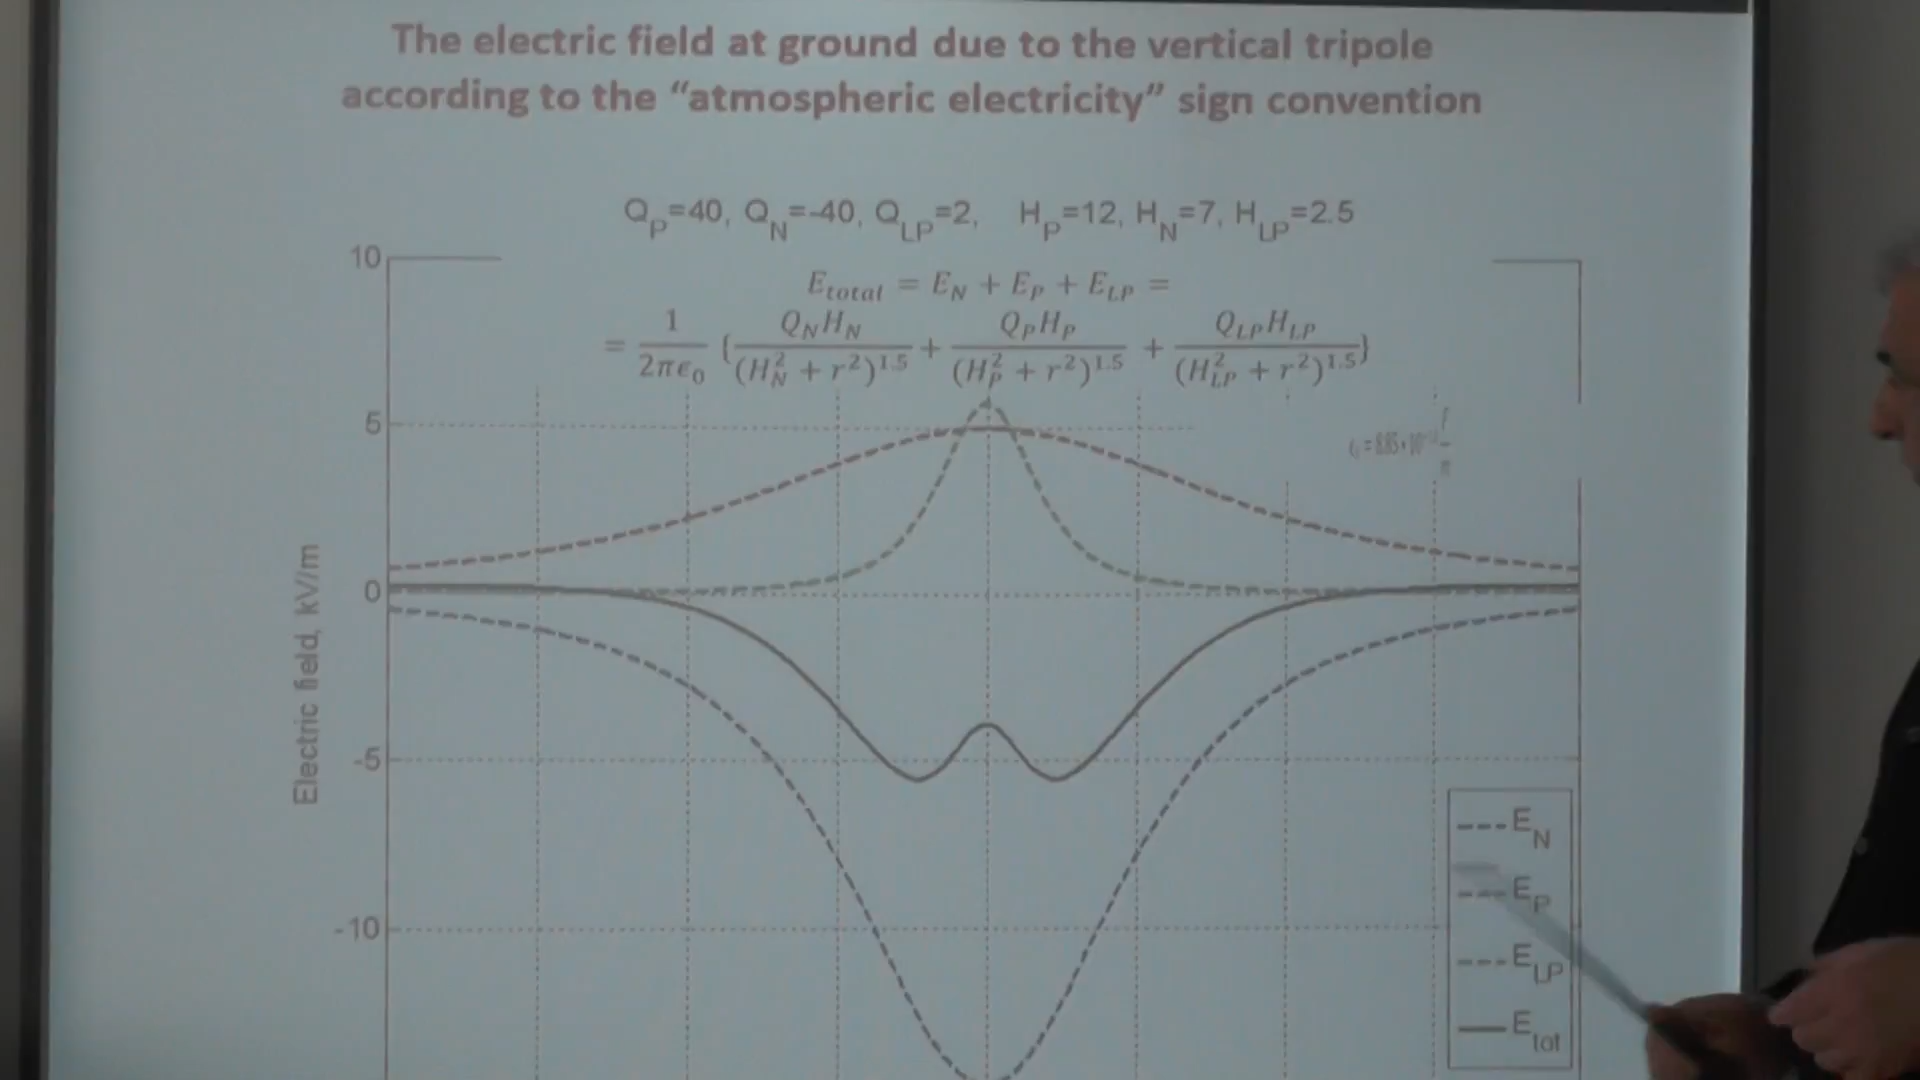 The electric field at ground due to the vertical tripole
according to the “atmospheric electricity” sign convention
Q_P=40, Q_N=-40, Q_LP=2, H_P=12, H_N=7, H_LP=2.5
E_total = E_N + E_P + E_LP =
= 1/(2πε_0) {Q_N H_N/(H_N^2 + r^2)^1.5 + Q_P H_P/(H_P^2 + r^2)^1.5 + Q_LP H_LP/(H_LP^2 + r^2)^1.5}
10
5
0
-5
-10
Electric field, kV/m
E_N
E_P
E_LP
E_tot